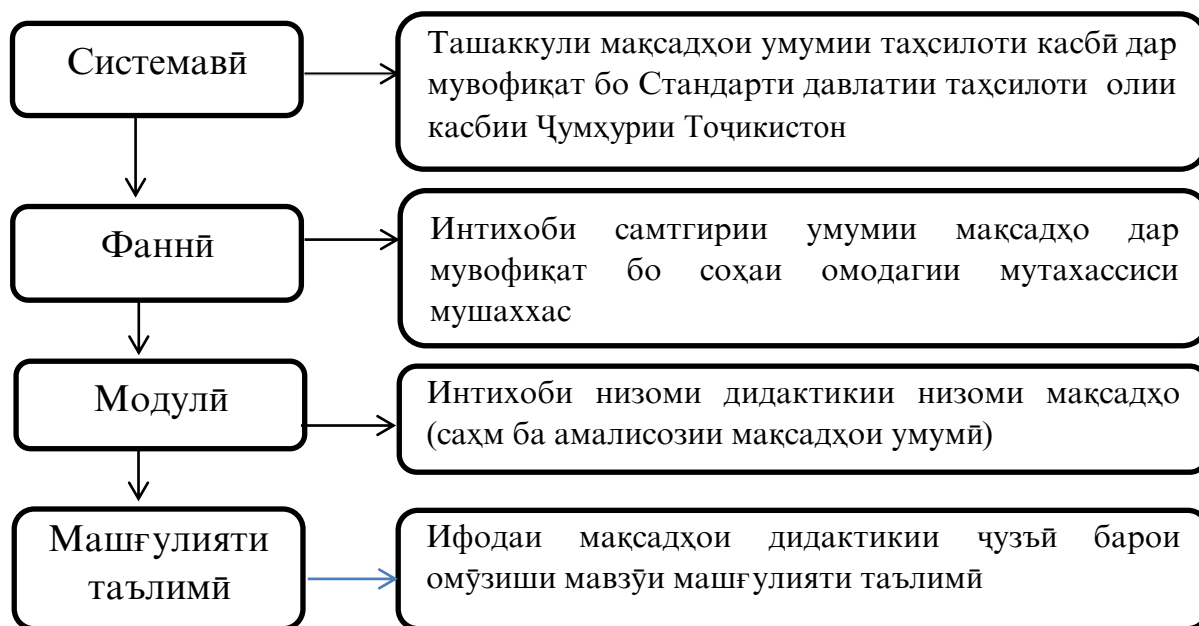 Системавӣ
Ташаккули мақсадҳои умумии таҳсилоти касбӣ дар
мувофиқат бо Стандарти давлатии таҳсилоти олии
касбии Ҷумҳурии Тоҷикистон
Фаннӣ
Интихоби самтгирии умумии мақсадҳо дар
мувофиқат бо соҳаи омодагии мутахассиси
мушаххас
Модулӣ
Интихоби низоми дидактикии низоми мақсадҳо
(саҳм ба амалисозии мақсадҳои умумӣ)
Машғулияти
таълимӣ
Ифодаи мақсадҳои дидактикии ҷузъӣ барои
омӯзиши мавзӯи машғулияти таълимӣ